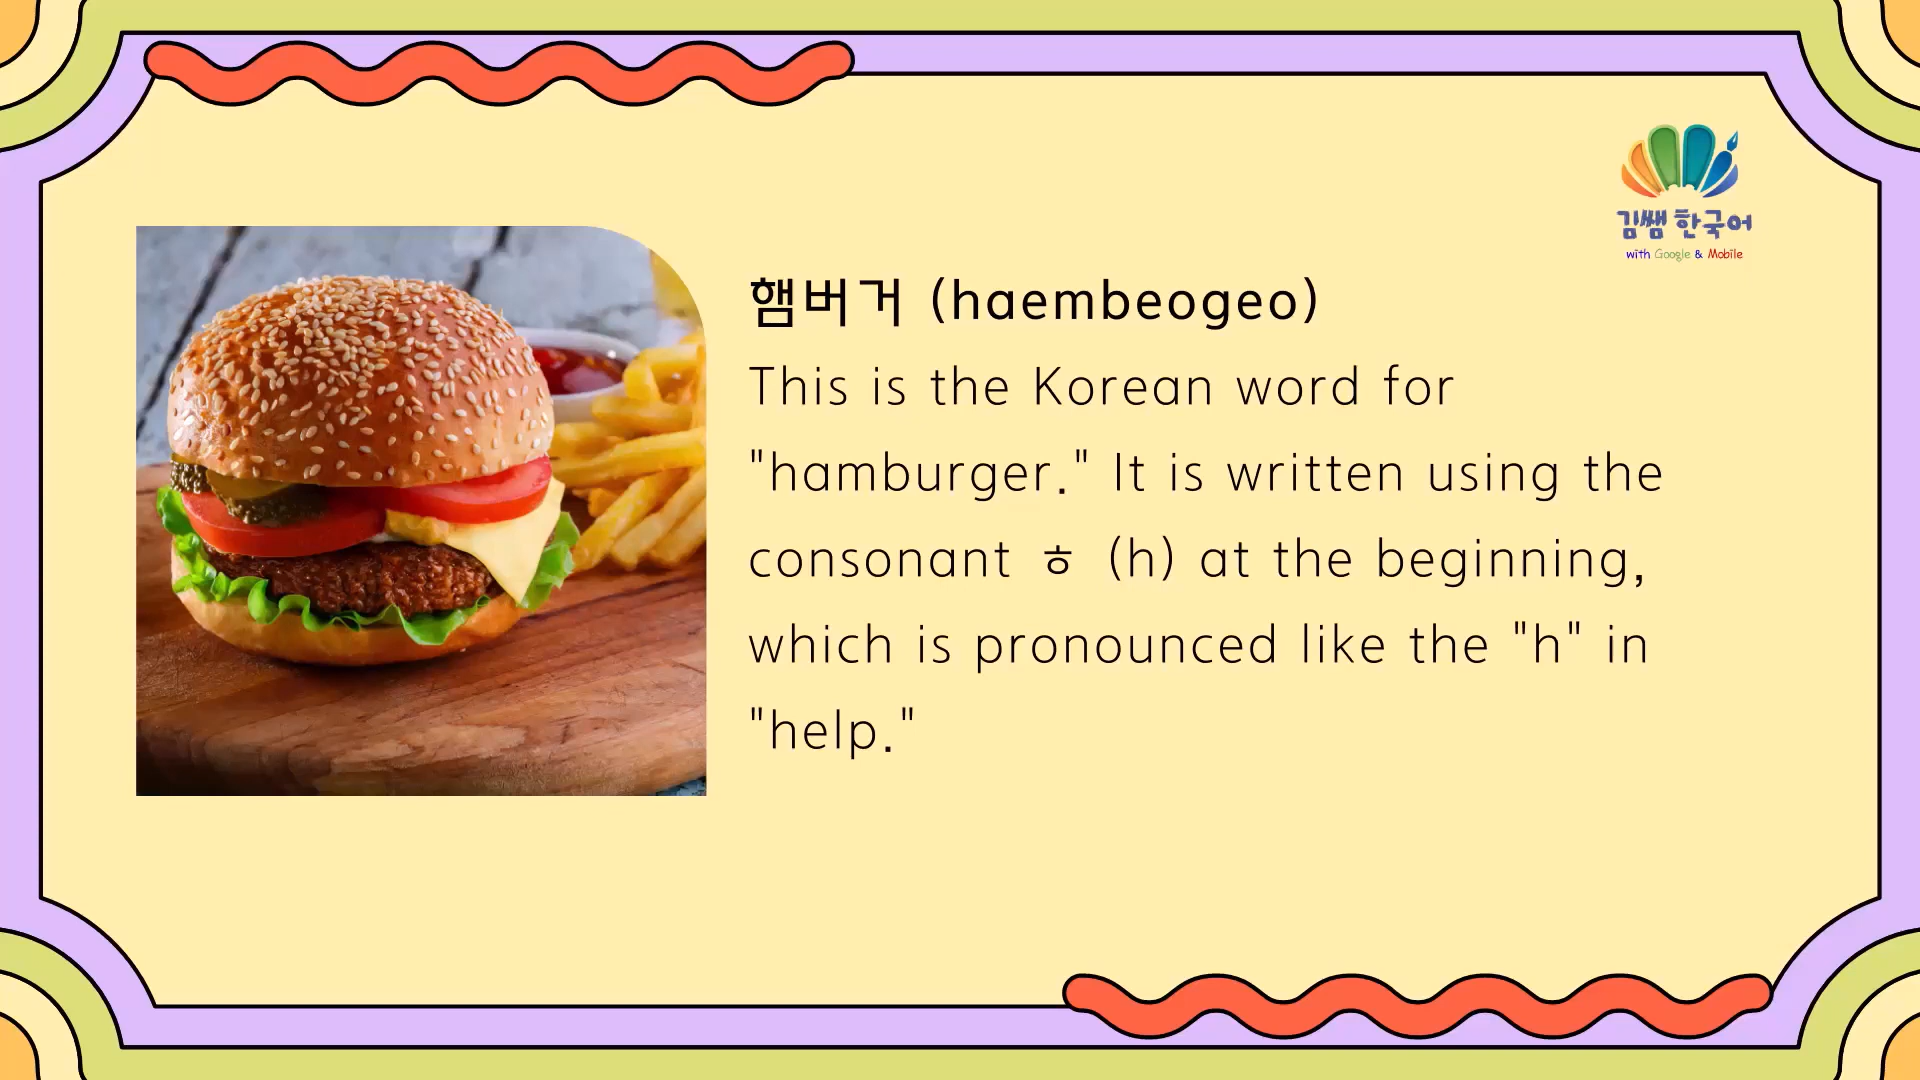 김쌤 한국어
with Google & Mobile
햄버거 (haembeogeo)
This is the Korean word for
"hamburger." It is written using the
consonant ㅎ (h) at the beginning,
which is pronounced like the "h" in
"help."